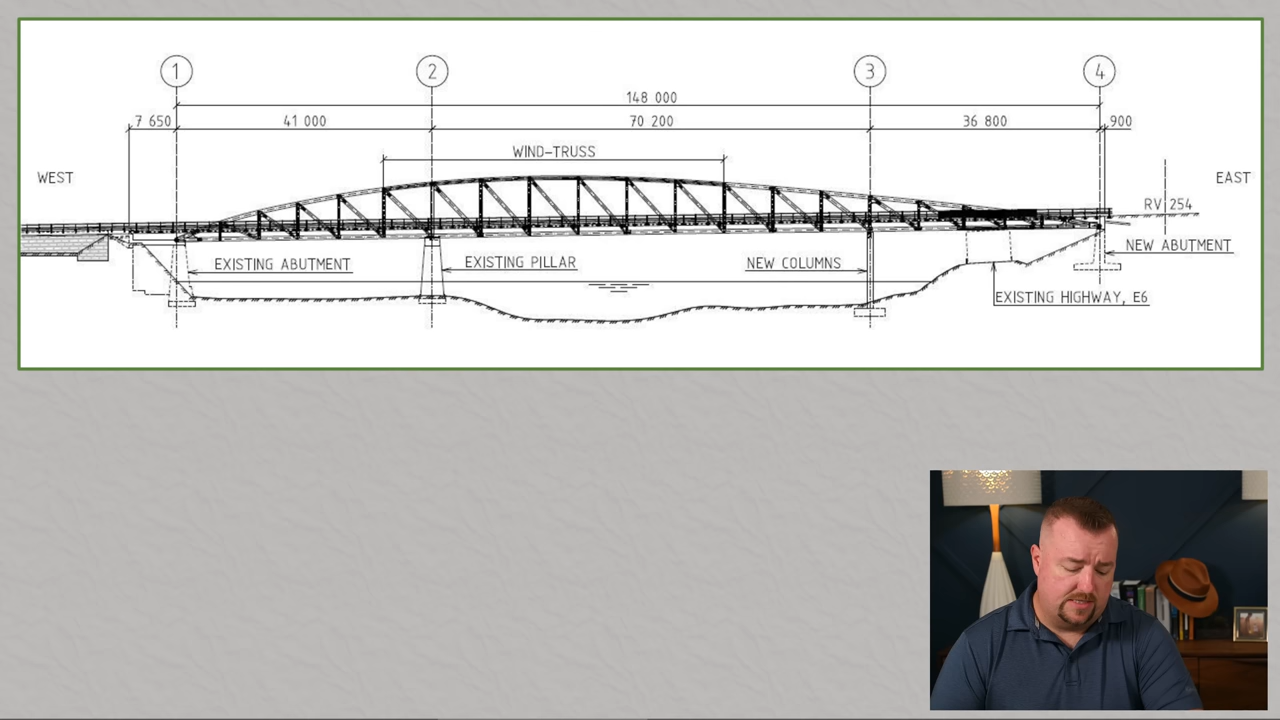 1 2 3 4
148 000
7 650 41 000 70 200 36 800 900
WIND-TRUSS
WEST EAST
RV 254
EXISTING ABUTMENT EXISTING PILLAR NEW COLUMNS NEW ABUTMENT
EXISTING HIGHWAY, E6